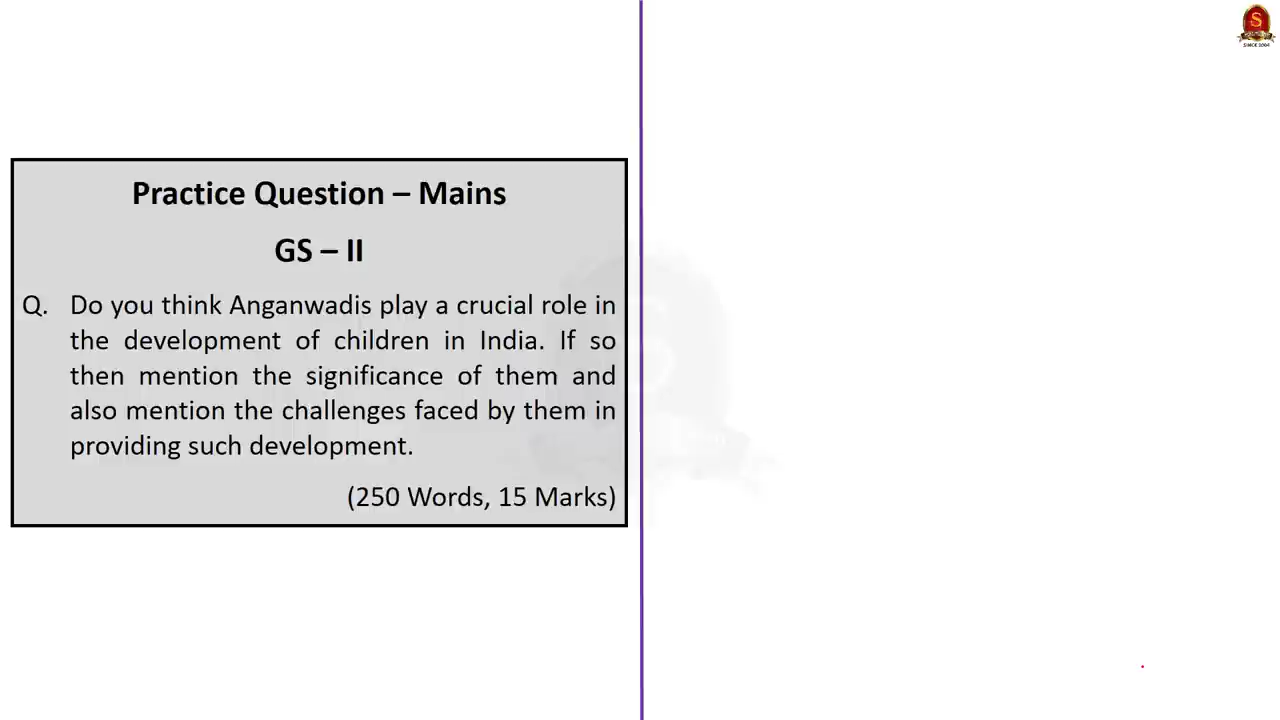 Practice Question – Mains
GS – II
Q. Do you think Anganwadis play a crucial role in
the development of children in India. If so
then mention the significance of them and
also mention the challenges faced by them in
providing such development.
(250 Words, 15 Marks)
S
SINCE 2004